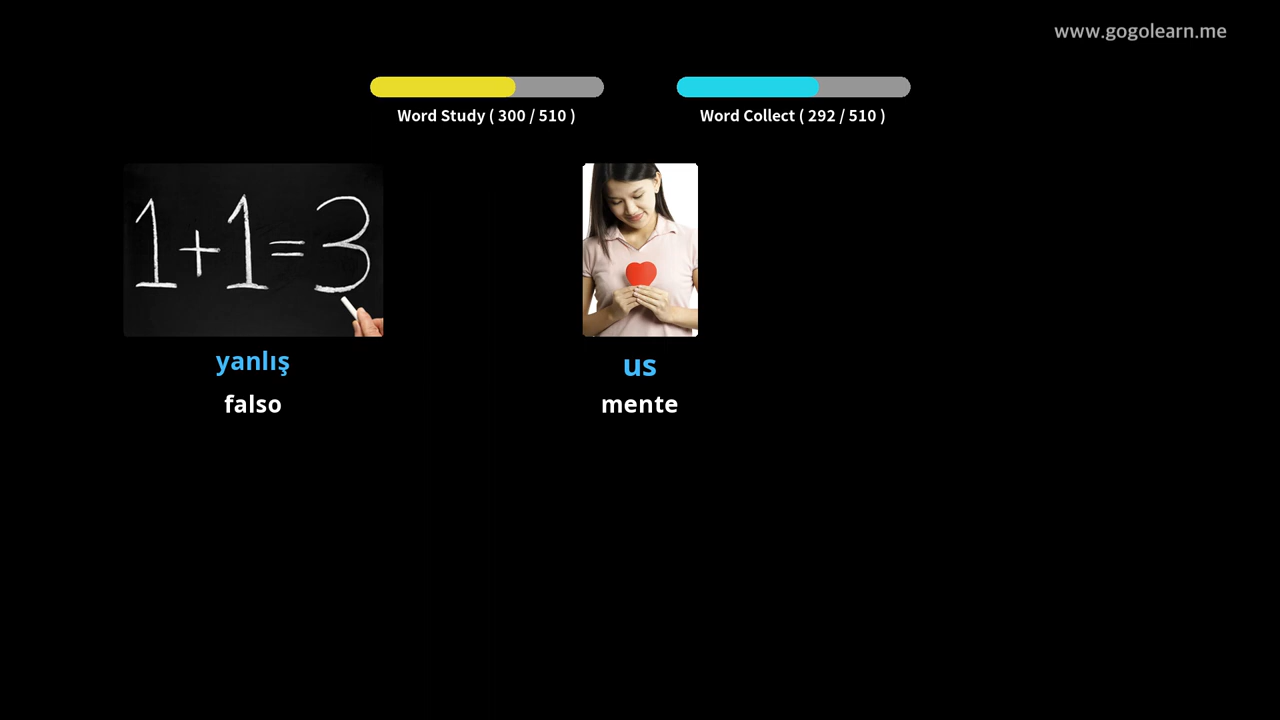 www.gogolearn.me
Word Study ( 300 / 510 )
Word Collect ( 292 / 510 )
1+1=3
yanlış
falso
us
mente